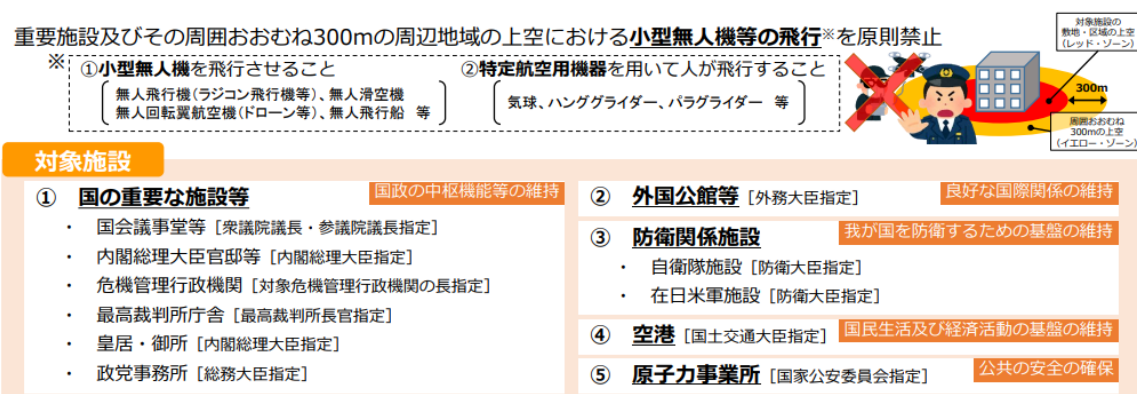 重要施設及びその周囲おおむね300mの周辺地域の上空における小型無人機等の飛行※を原則禁止
※ ①小型無人機を飛行させること
無人飛行機(ラジコン飛行機等)、無人滑空機
無人回転翼航空機(ドローン等)、無人飛行船 等
②特定航空用機器を用いて人が飛行すること
気球、ハンググライダー、パラグライダー 等
対象施設の
敷地・区域の上空
(レッド・ゾーン)
300m
周囲おおむね
300mの上空
(イエロー・ゾーン)
対象施設
① 国の重要な施設等
国政の中枢機能等の維持
・ 国会議事堂等 [衆議院議長・参議院議長指定]
・ 内閣総理大臣官邸等 [内閣総理大臣指定]
・ 危機管理行政機関 [対象危機管理行政機関の長指定]
・ 最高裁判所庁舎 [最高裁判所長官指定]
・ 皇居・御所 [内閣総理大臣指定]
・ 政党事務所 [総務大臣指定]
② 外国公館等 [外務大臣指定]
良好な国際関係の維持
③ 防衛関係施設
我が国を防衛するための基盤の維持
・ 自衛隊施設 [防衛大臣指定]
・ 在日米軍施設 [防衛大臣指定]
④ 空港 [国土交通大臣指定]
国民生活及び経済活動の基盤の維持
⑤ 原子力事業所 [国家公安委員会指定]
公共の安全の確保